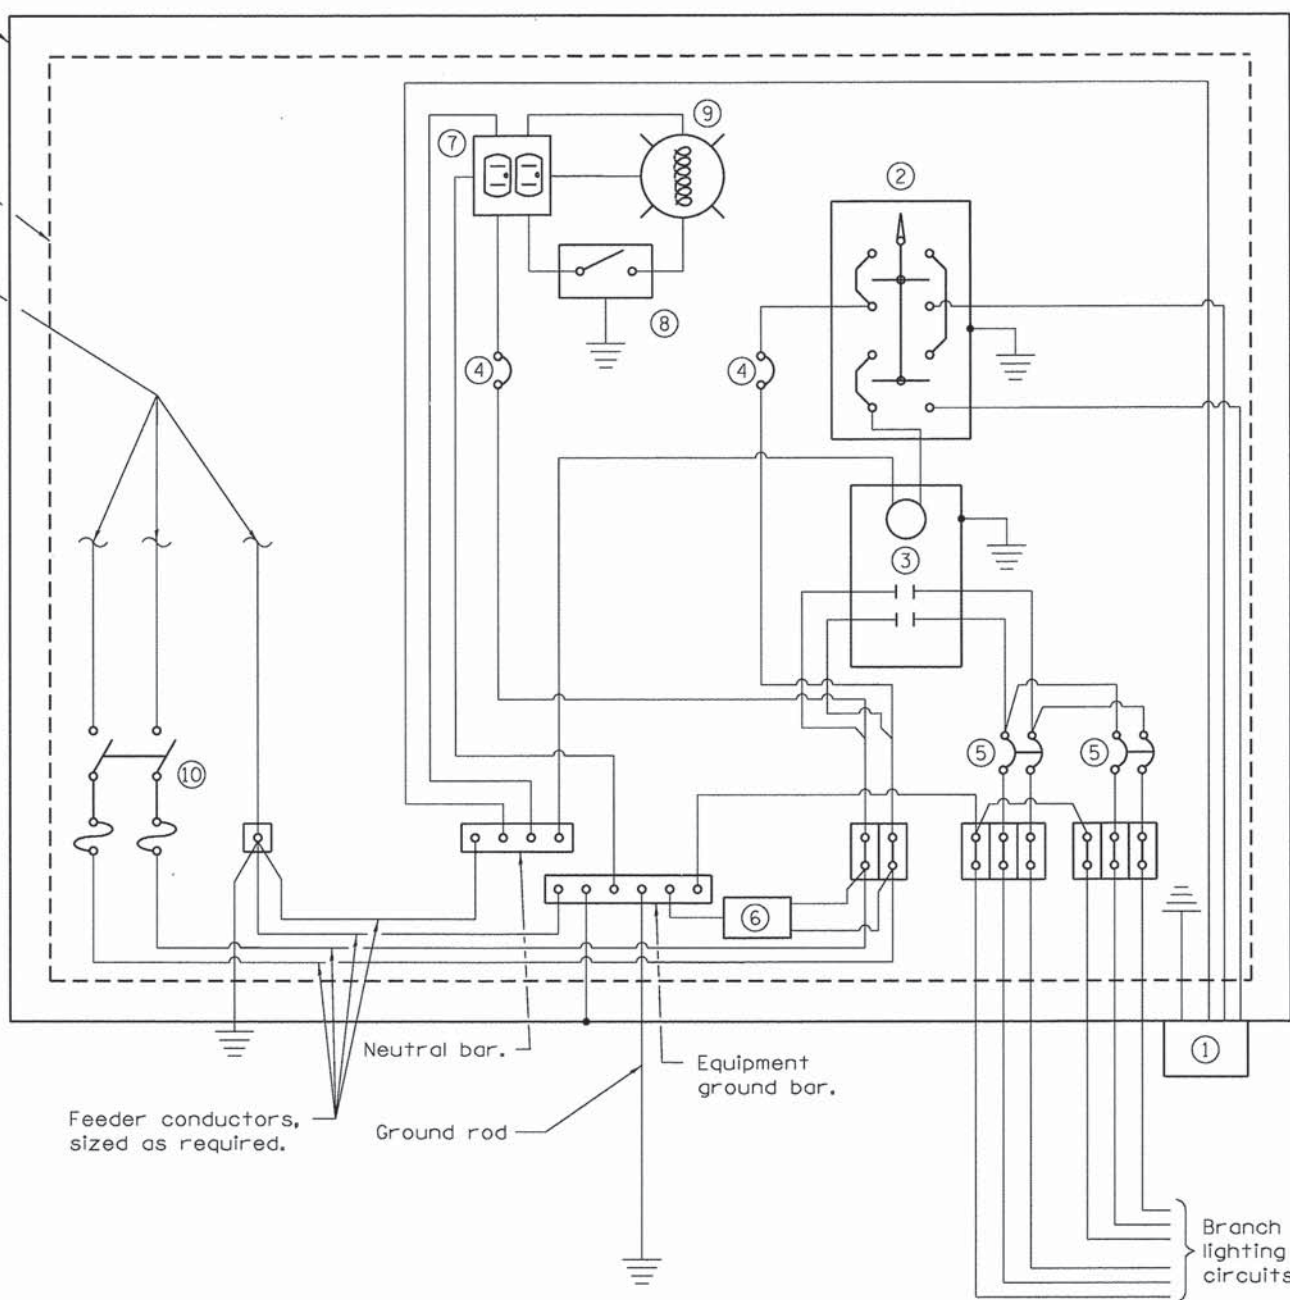 9
7
2
8
4
4
3
5
5
10
6
Neutral bar.
1
Equipment
ground bar.
Feeder conductors,
sized as required.
Ground rod
Branch
lighting
circuits